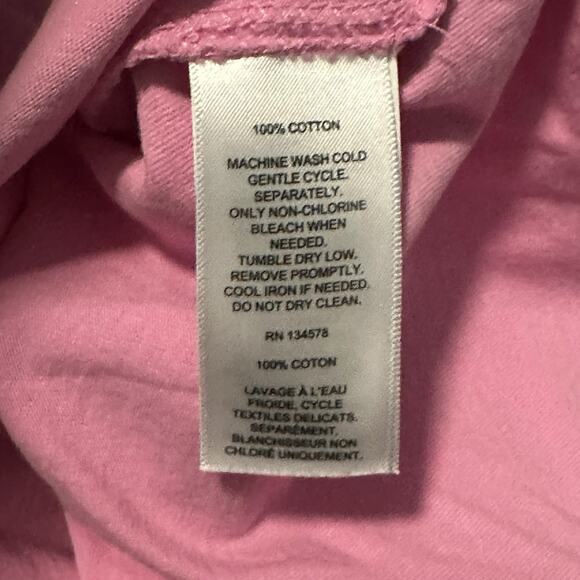 100% COTTON
MACHINE WASH COLD
GENTLE CYCLE.
SEPARATELY.
ONLY NON-CHLORINE
BLEACH WHEN
NEEDED.
TUMBLE DRY LOW.
REMOVE PROMPTLY.
COOL IRON IF NEEDED.
DO NOT DRY CLEAN.
RN 134578
100% COTON
LAVAGE À L'EAU
FROIDE, CYCLE
TEXTILES DELICATS.
SEPARÉMENT.
BLANCHISSEUR NON
CHLORÉ UNIQUEMENT.